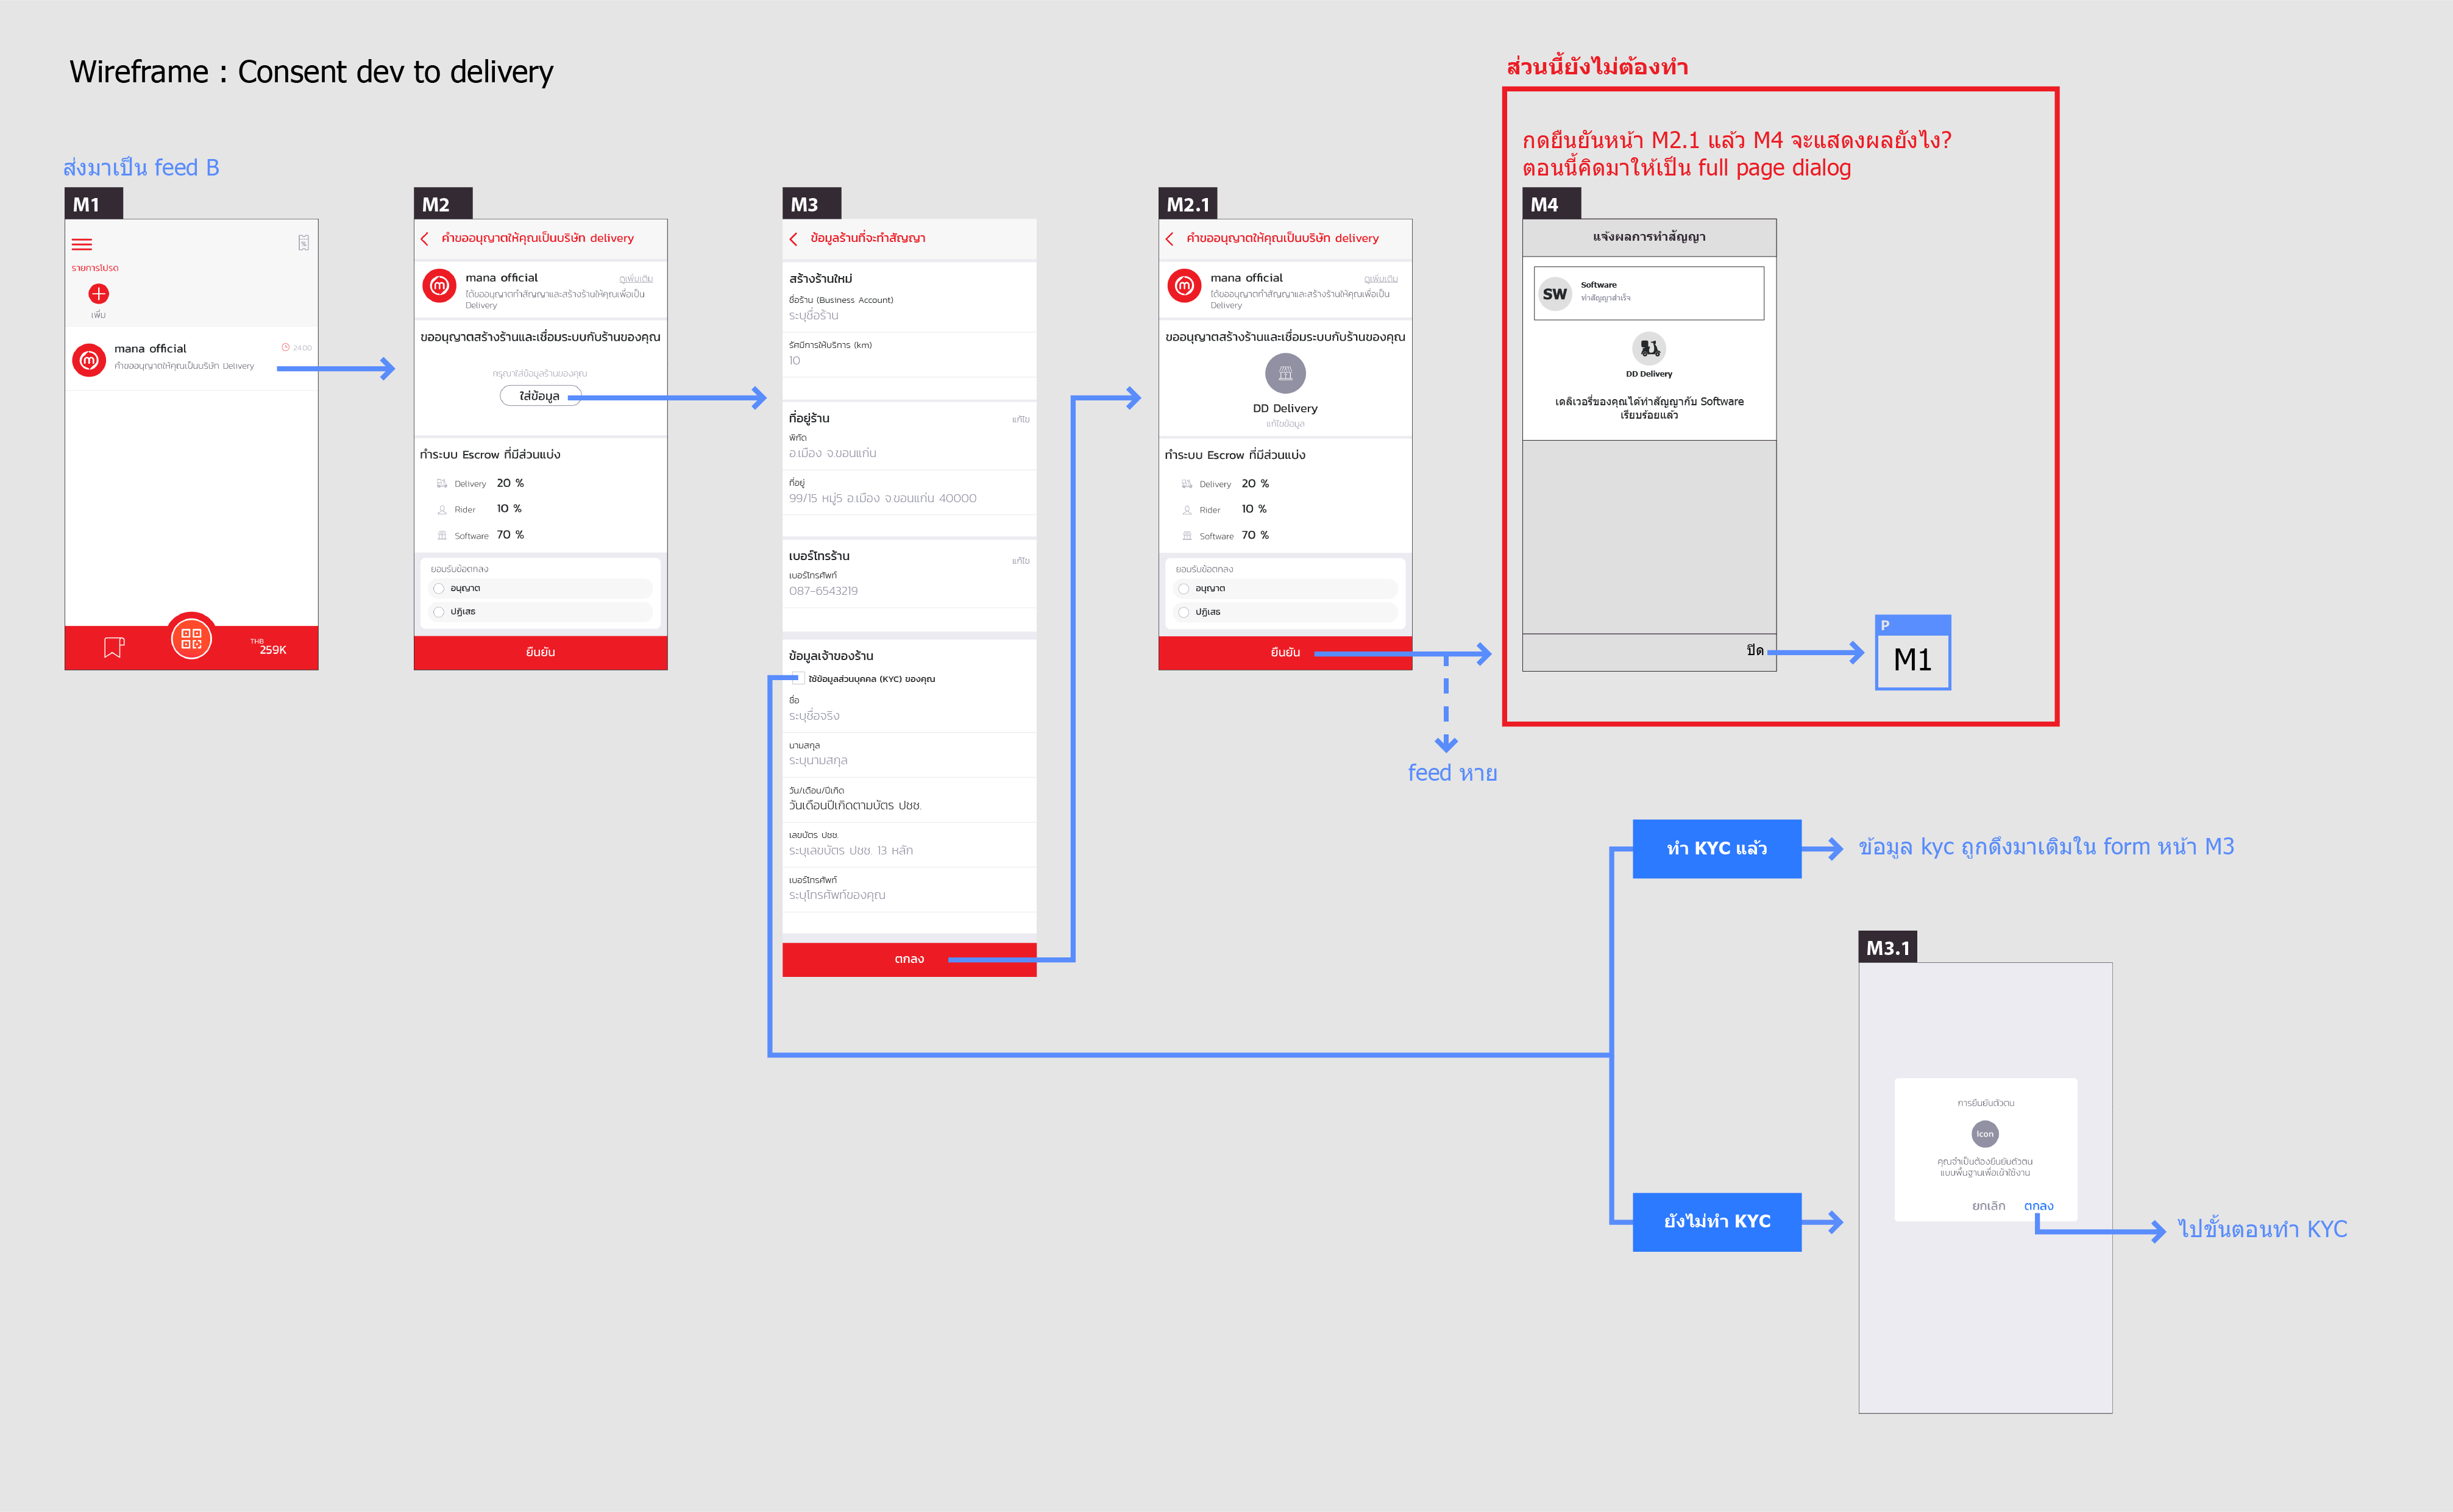 Wireframe : Consent dev to delivery
ส่งมาเป็น feed B
M1
รายการโปรด
เพิ่ม
mana official
24:00
คำขออนุญาตให้คุณเป็นบริษัท Delivery
THB
259K
M2
คำขออนุญาตให้คุณเป็นบริษัท delivery
mana official
ดูเพิ่มเติม
ได้ขออนุญาตทำสัญญาและสร้างร้านให้คุณเพื่อเป็น
Delivery
ขออนุญาตสร้างร้านและเชื่อมระบบกับร้านของคุณ
กรุณาใส่ข้อมูลร้านของคุณ
ใส่ข้อมูล
ทำระบบ Escrow ที่มีส่วนแบ่ง
Delivery 20 %
Rider 10 %
Software 70 %
ยอมรับข้อตกลง
อนุญาต
ปฏิเสธ
ยืนยัน
M3
ข้อมูลร้านที่จะทำสัญญา
สร้างร้านใหม่
ชื่อร้าน (Business Account)
ระบุชื่อร้าน
รัศมีการให้บริการ (km)
10
ที่อยู่ร้าน
แก้ไข
พิกัด
อ.เมือง จ.ขอนแก่น
ที่อยู่
99/15 หมู่5 อ.เมือง จ.ขอนแก่น 40000
เบอร์โทรร้าน
แก้ไข
เบอร์โทรศัพท์
087-6543219
ข้อมูลเจ้าของร้าน
ใช้ข้อมูลส่วนบุคคล (KYC) ของคุณ
ชื่อ
ระบุชื่อจริง
นามสกุล
ระบุนามสกุล
วัน/เดือน/ปีเกิด
วันเดือนปีเกิดตามบัตร ปชช.
เลขบัตร ปชช.
ระบุเลขบัตร ปชช. 13 หลัก
เบอร์โทรศัพท์
ระบุโทรศัพท์ของคุณ
ตกลง
M2.1
คำขออนุญาตให้คุณเป็นบริษัท delivery
mana official
ดูเพิ่มเติม
ได้ขออนุญาตทำสัญญาและสร้างร้านให้คุณเพื่อเป็น
Delivery
ขออนุญาตสร้างร้านและเชื่อมระบบกับร้านของคุณ
DD Delivery
แก้ไขข้อมูล
ทำระบบ Escrow ที่มีส่วนแบ่ง
Delivery 20 %
Rider 10 %
Software 70 %
ยอมรับข้อตกลง
อนุญาต
ปฏิเสธ
ยืนยัน
feed หาย
ส่วนนี้ยังไม่ต้องทำ
กดยืนยันหน้า M2.1 แล้ว M4 จะแสดงผลยังไง?
ตอนนี้คิดมาให้เป็น full page dialog
M4
แจ้งผลการทำสัญญา
SW
Software
ทำสัญญาสำเร็จ
DD Delivery
เดลิเวอรี่ของคุณได้ทำสัญญากับ Software
เรียบร้อยแล้ว
ปิด
P
M1
ทำ KYC แล้ว
ข้อมูล kyc ถูกดึงมาเติมใน form หน้า M3
ยังไม่ทำ KYC
M3.1
การยืนยันตัวตน
Icon
คุณจำเป็นต้องยืนยันตัวตน
แบบพื้นฐานเพื่อเข้าใช้งาน
ยกเลิก ตกลง
ไปขั้นตอนทำ KYC